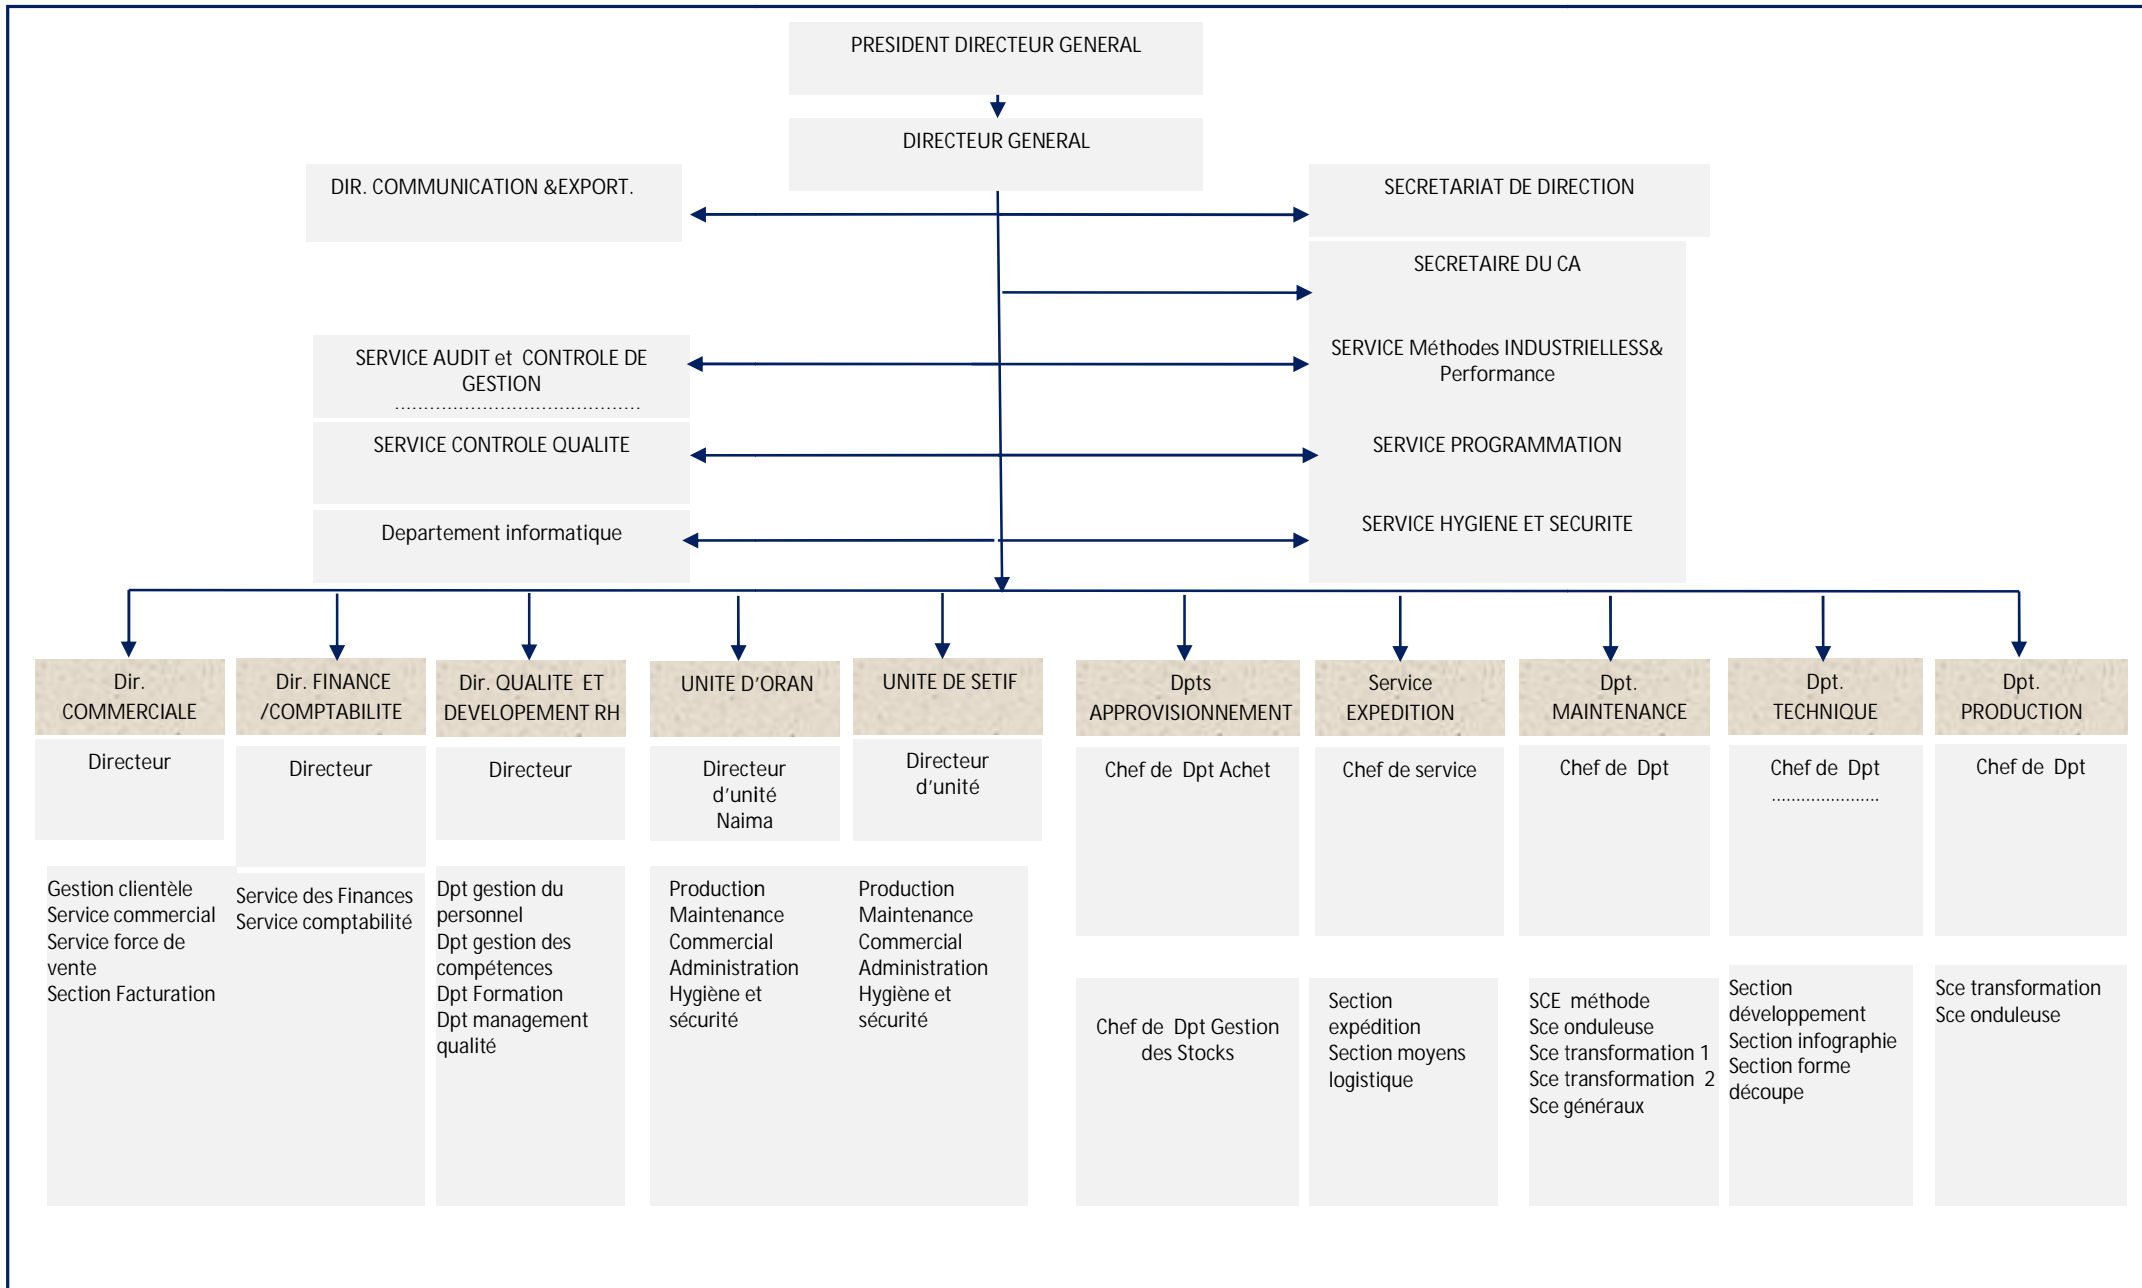 PRESIDENT DIRECTEUR GENERAL
DIRECTEUR GENERAL
DIR. COMMUNICATION &EXPORT.
SECRETARIAT DE DIRECTION
SECRETAIRE DU CA
SERVICE AUDIT et CONTROLE DE
GESTION
...........................................
SERVICE Méthodes INDUSTRIELLESS&
Performance
SERVICE CONTROLE QUALITE
SERVICE PROGRAMMATION
Departement informatique
SERVICE HYGIENE ET SECURITE
Dir.
COMMERCIALE
Dir. FINANCE
/COMPTABILITE
Dir. QUALITE ET
DEVELOPEMENT RH
UNITE D'ORAN
UNITE DE SETIF
Dpts
APPROVISIONNEMENT
Service
EXPEDITION
Dpt.
MAINTENANCE
Dpt.
TECHNIQUE
Dpt.
PRODUCTION
Directeur
Directeur
Directeur
Directeur
d'unité
Naima
Directeur
d'unité
Chef de Dpt Achet
Chef de service
Chef de Dpt
Chef de Dpt
......................
Chef de Dpt
Gestion clientèle
Service commercial
Service force de
vente
Section Facturation
Service des Finances
Service comptabilité
Dpt gestion du
personnel
Dpt gestion des
compétences
Dpt Formation
Dpt management
qualité
Production
Maintenance
Commercial
Administration
Hygiène et
sécurité
Production
Maintenance
Commercial
Administration
Hygiène et
sécurité
Chef de Dpt Gestion
des Stocks
Section
expédition
Section moyens
logistique
SCE méthode
Sce onduleuse
Sce transformation 1
Sce transformation 2
Sce généraux
Section
développement
Section infographie
Section forme
découpe
Sce transformation
Sce onduleuse